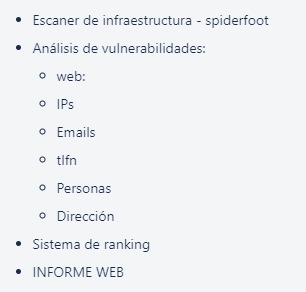 Escaner de infraestructura - spiderfoot
Análisis de vulnerabilidades:
web:
IPs
Emails
tlfn
Personas
Dirección
Sistema de ranking
INFORME WEB